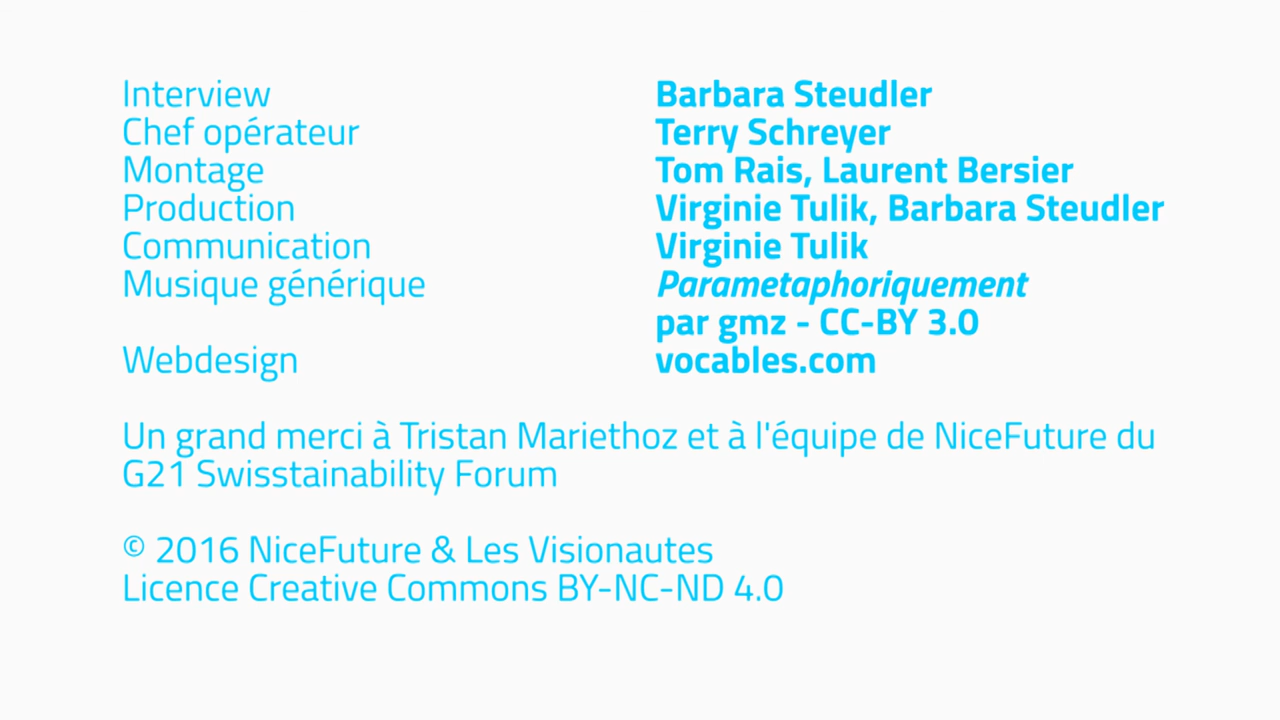 Interview Barbara Steudler
Chef opérateur Terry Schreyer
Montage Tom Rais, Laurent Bersier
Production Virginie Tulik, Barbara Steudler
Communication Virginie Tulik
Musique générique Parametaphoriquement
par gmz - CC-BY 3.0
Webdesign vocables.com
Un grand merci à Tristan Mariethoz et à l'équipe de NiceFuture du
G21 Swisstainability Forum
© 2016 NiceFuture & Les Visionautes
Licence Creative Commons BY-NC-ND 4.0